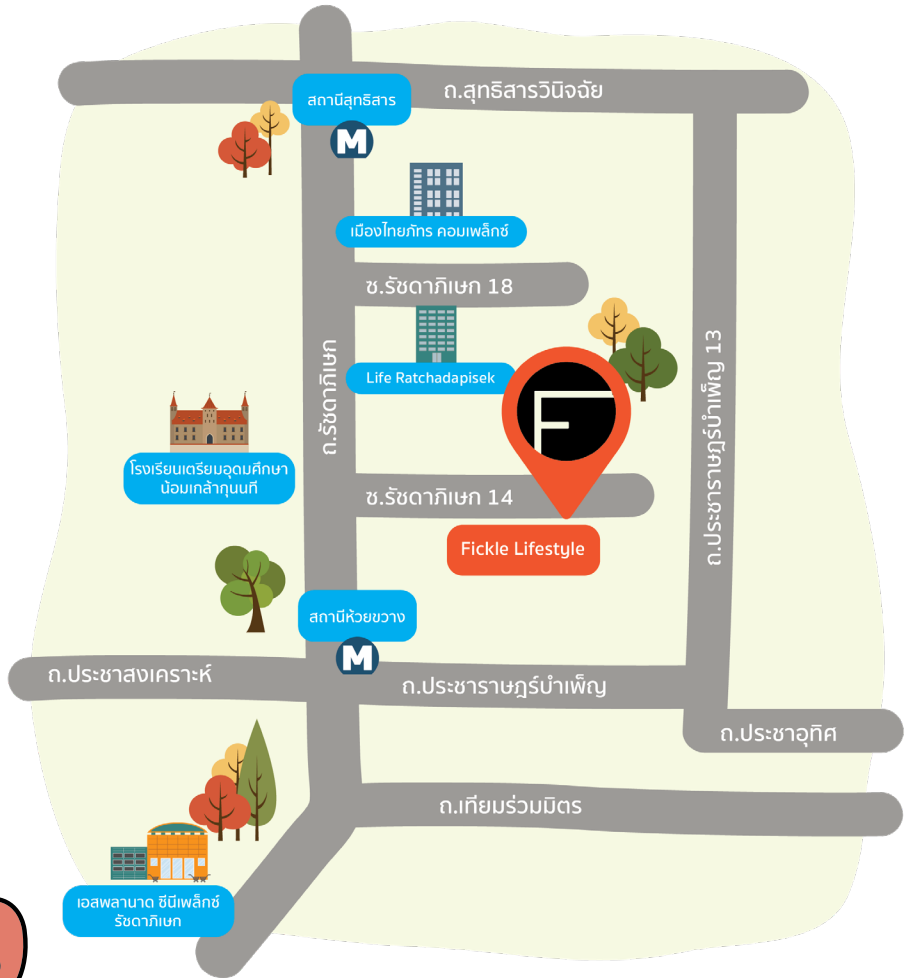 ถ.สุทธิสารวินิจฉัย
สถานีสุทธิสาร
M
เมืองไทยภัทร คอมเพล็กซ์
ซ.รัชดาภิเษก 18
ถ.รัชดาภิเษก
Life Ratchadapisek
ถ.ประชาราษฎร์บำเพ็ญ 13
F
โรงเรียนเตรียมอุดมศึกษา
น้อมเกล้ากุนนที
ซ.รัชดาภิเษก 14
Fickle Lifestyle
สถานีห้วยขวาง
M
ถ.ประชาสงเคราะห์
ถ.ประชาราษฎร์บำเพ็ญ
ถ.ประชาอุทิศ
ถ.เทียมร่วมมิตร
เอสพลานาด ซีนีเพล็กซ์
รัชดาภิเษก